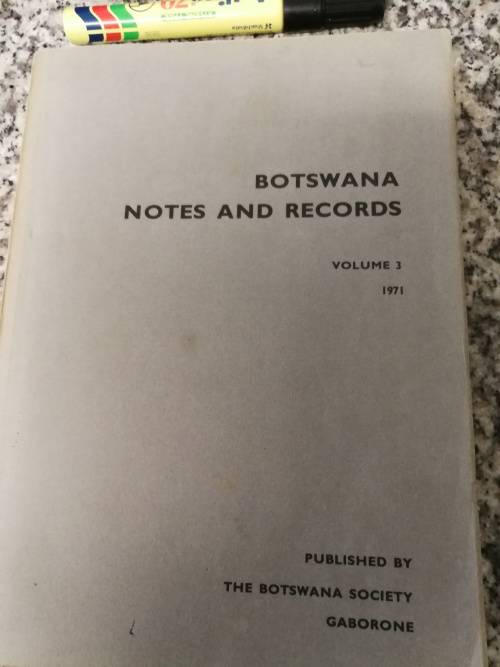 BOTSWANA
NOTES AND RECORDS
VOLUME 3
1971
PUBLISHED BY
THE BOTSWANA SOCIETY
GABORONE